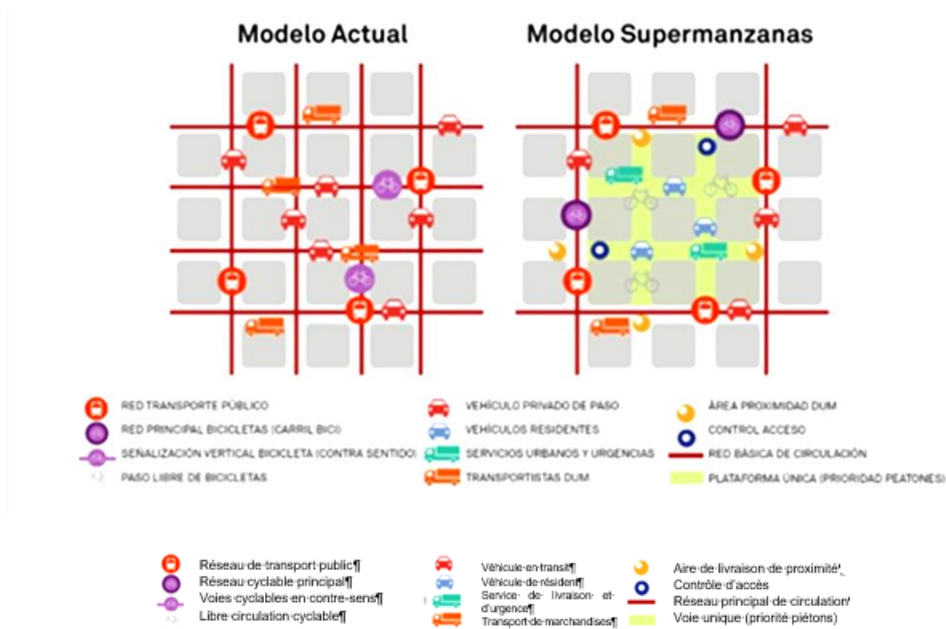 Modelo Actual
Modelo Supermanzanas
RED TRANSPORTE PÚBLICO
RED PRINCIPAL BICICLETAS (CARRIL BICI)
SEÑALIZACIÓN VERTICAL BICICLETA (CONTRA SENTIDO)
PASO LIBRE DE BICICLETAS
VEHÍCULO PRIVADO DE PASO
VEHÍCULOS RESIDENTES
SERVICIOS URBANOS Y URGENCIAS
TRANSPORTISTAS DUM
ÀREA PROXIMIDAD DUM
CONTROL ACCESO
RED BÁSICA DE CIRCULACIÓN
PLATAFORMA ÚNICA (PRIORIDAD PEATONES)
Réseau·de·transport·public¶
Réseau·cyclable·principal¶
Voies·cyclables·en·contre-sens¶
Libre·circulation·cyclable¶
Véhicule·en·transit¶
Véhicule·de·résident¶
Service · de · livraison · et ·
d'urgence¶
Transport·de·marchandises¶
Aire·de·livraison·de·proximité
Contrôle·d'accès
Réseau·principal·de·circulation
Voie·unique·(priorité·piétons)